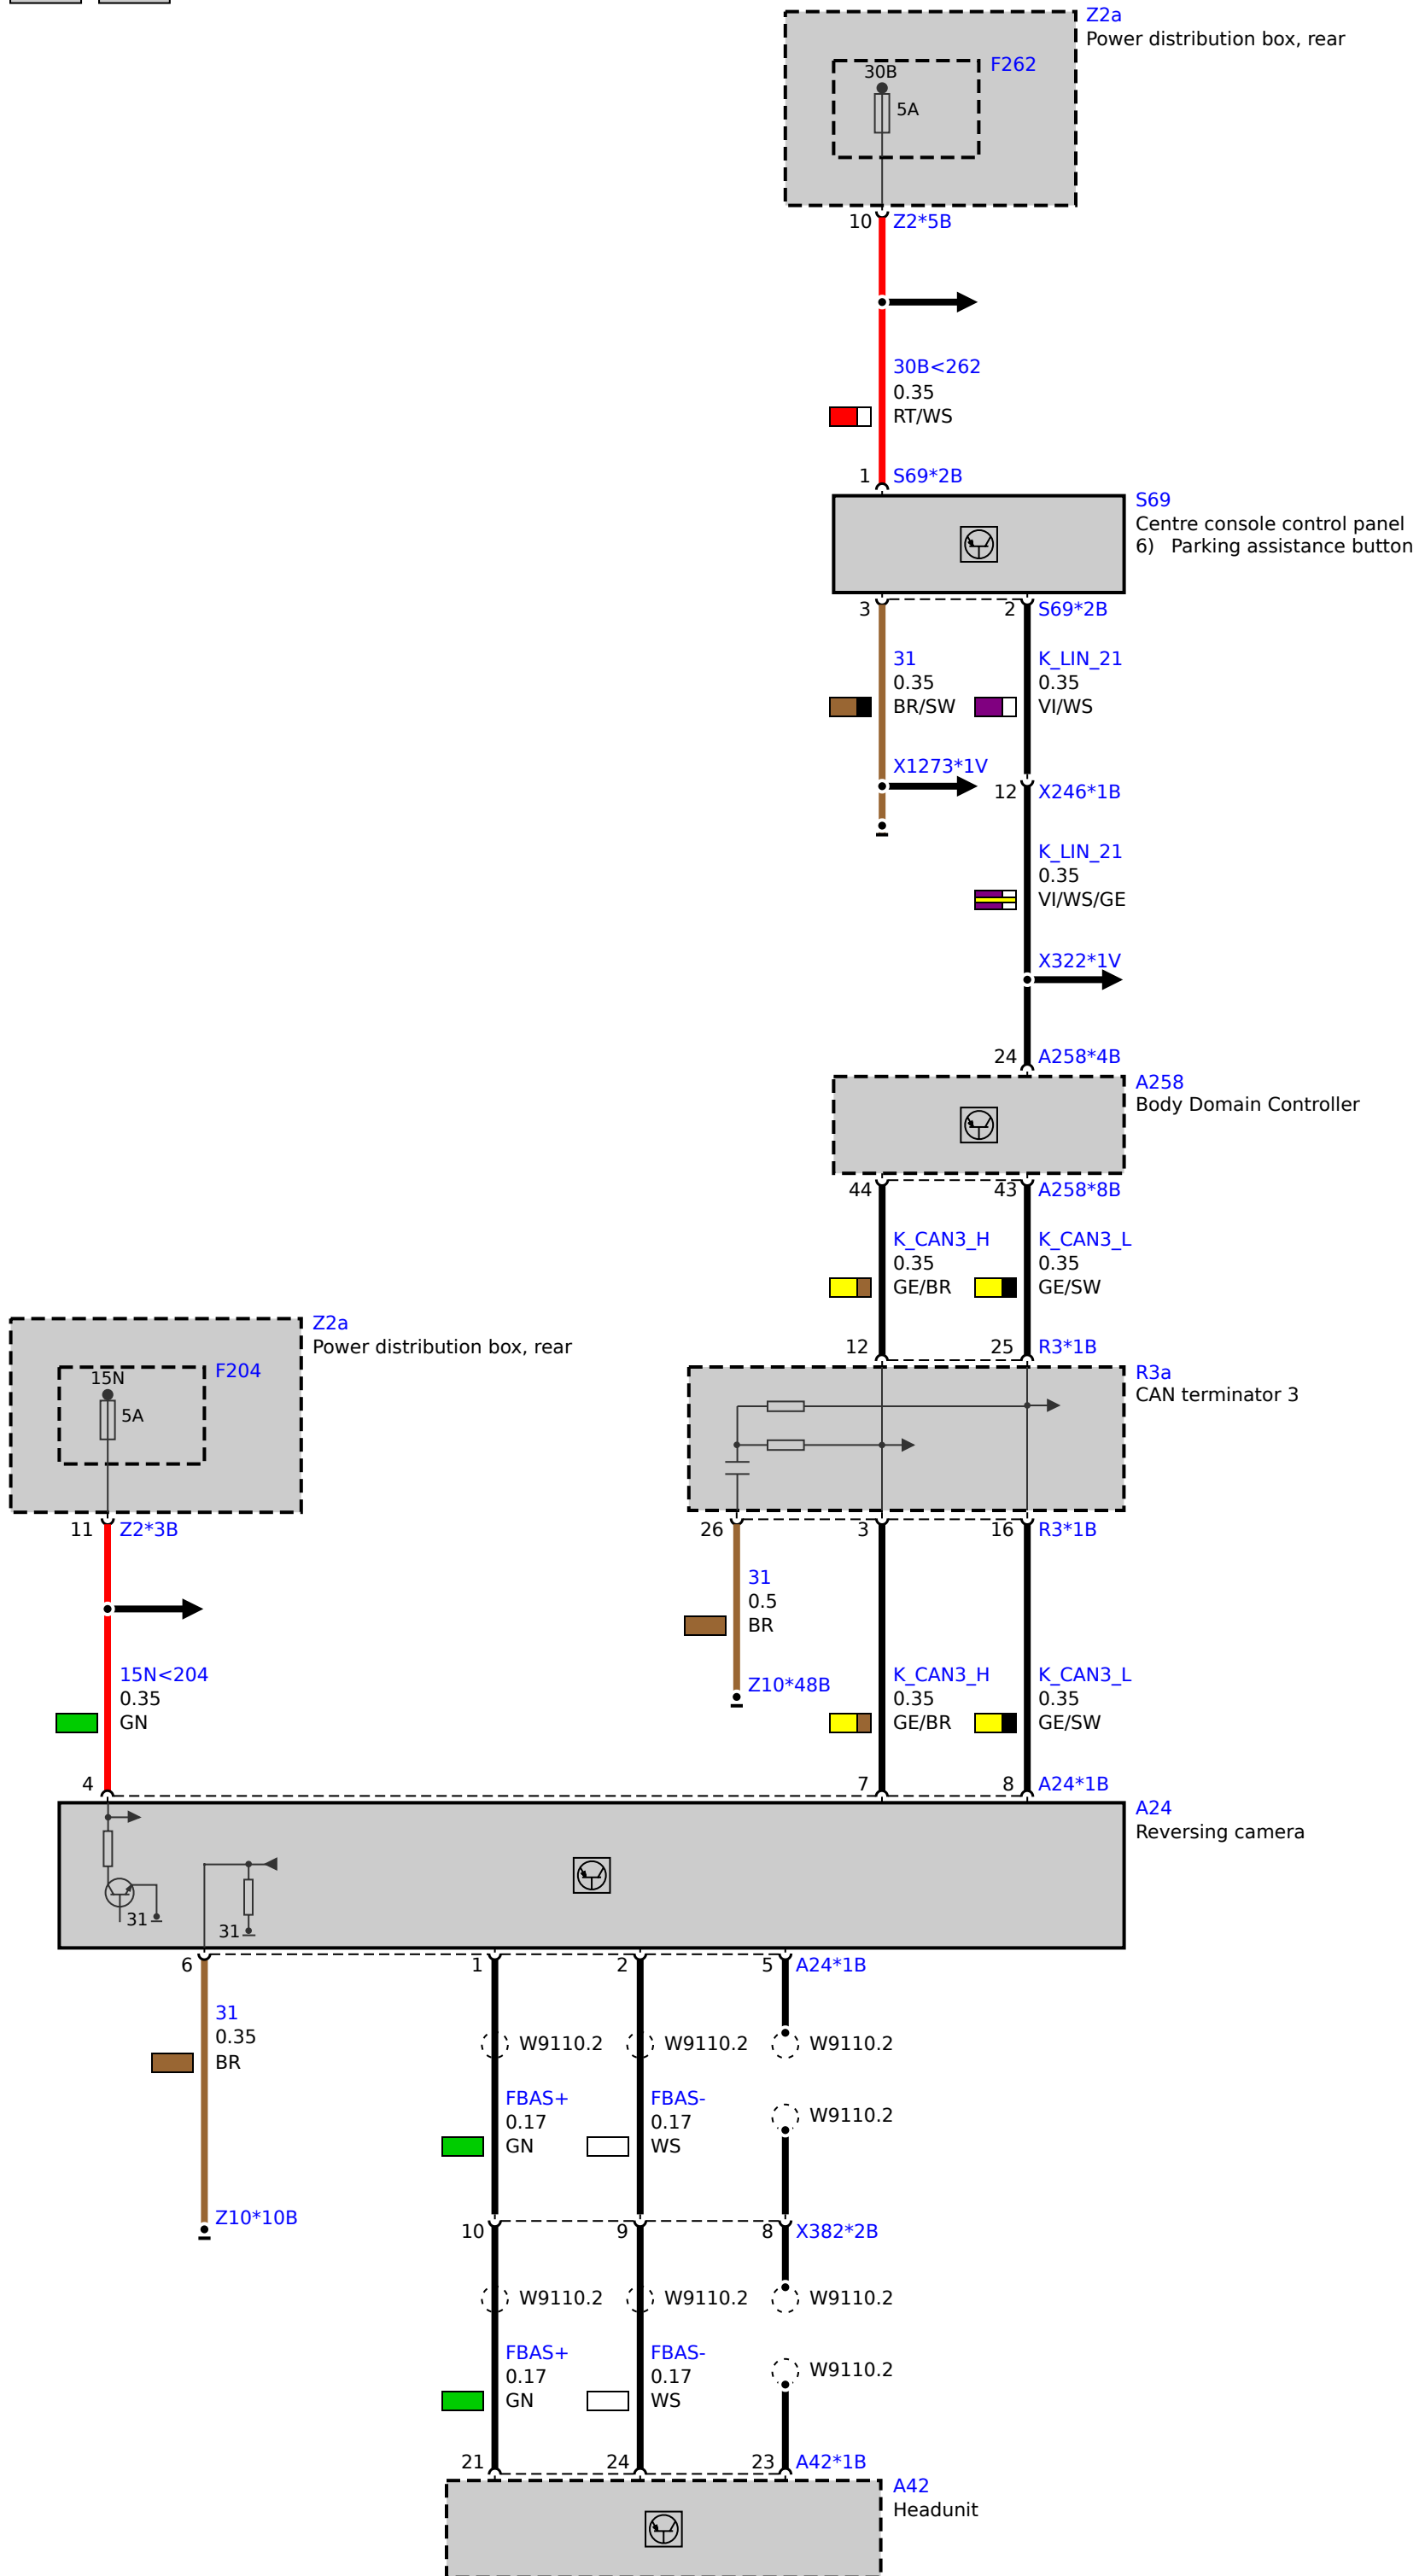 Z2a
Power distribution box, rear
F262
30B
5A
10 Z2*5B
30B<262
0.35
RT/WS
1 S69*2B
S69
Centre console control panel
6) Parking assistance button
3 2 S69*2B
31 K_LIN_21
0.35 0.35
BR/SW VI/WS
X1273*1V
12 X246*1B
K_LIN_21
0.35
VI/WS/GE
X322*1V
24 A258*4B
A258
Body Domain Controller
44 43 A258*8B
K_CAN3_H K_CAN3_L
0.35 0.35
GE/BR GE/SW
Z2a
Power distribution box, rear
12 25 R3*1B
F204
15N
5A
R3a
CAN terminator 3
11 Z2*3B
26 3 16 R3*1B
31
0.5
BR
15N<204
0.35
GN
Z10*48B
K_CAN3_H K_CAN3_L
0.35 0.35
GE/BR GE/SW
4 7 8 A24*1B
A24
Reversing camera
31
31
6 1 2 5 A24*1B
31
0.35
BR
W9110.2 W9110.2 W9110.2
FBAS+ FBAS-
0.17 0.17
GN WS
W9110.2
Z10*10B
10 9 8 X382*2B
W9110.2 W9110.2 W9110.2
FBAS+ FBAS-
0.17 0.17
GN WS
W9110.2
21 24 23 A42*1B
A42
Headunit